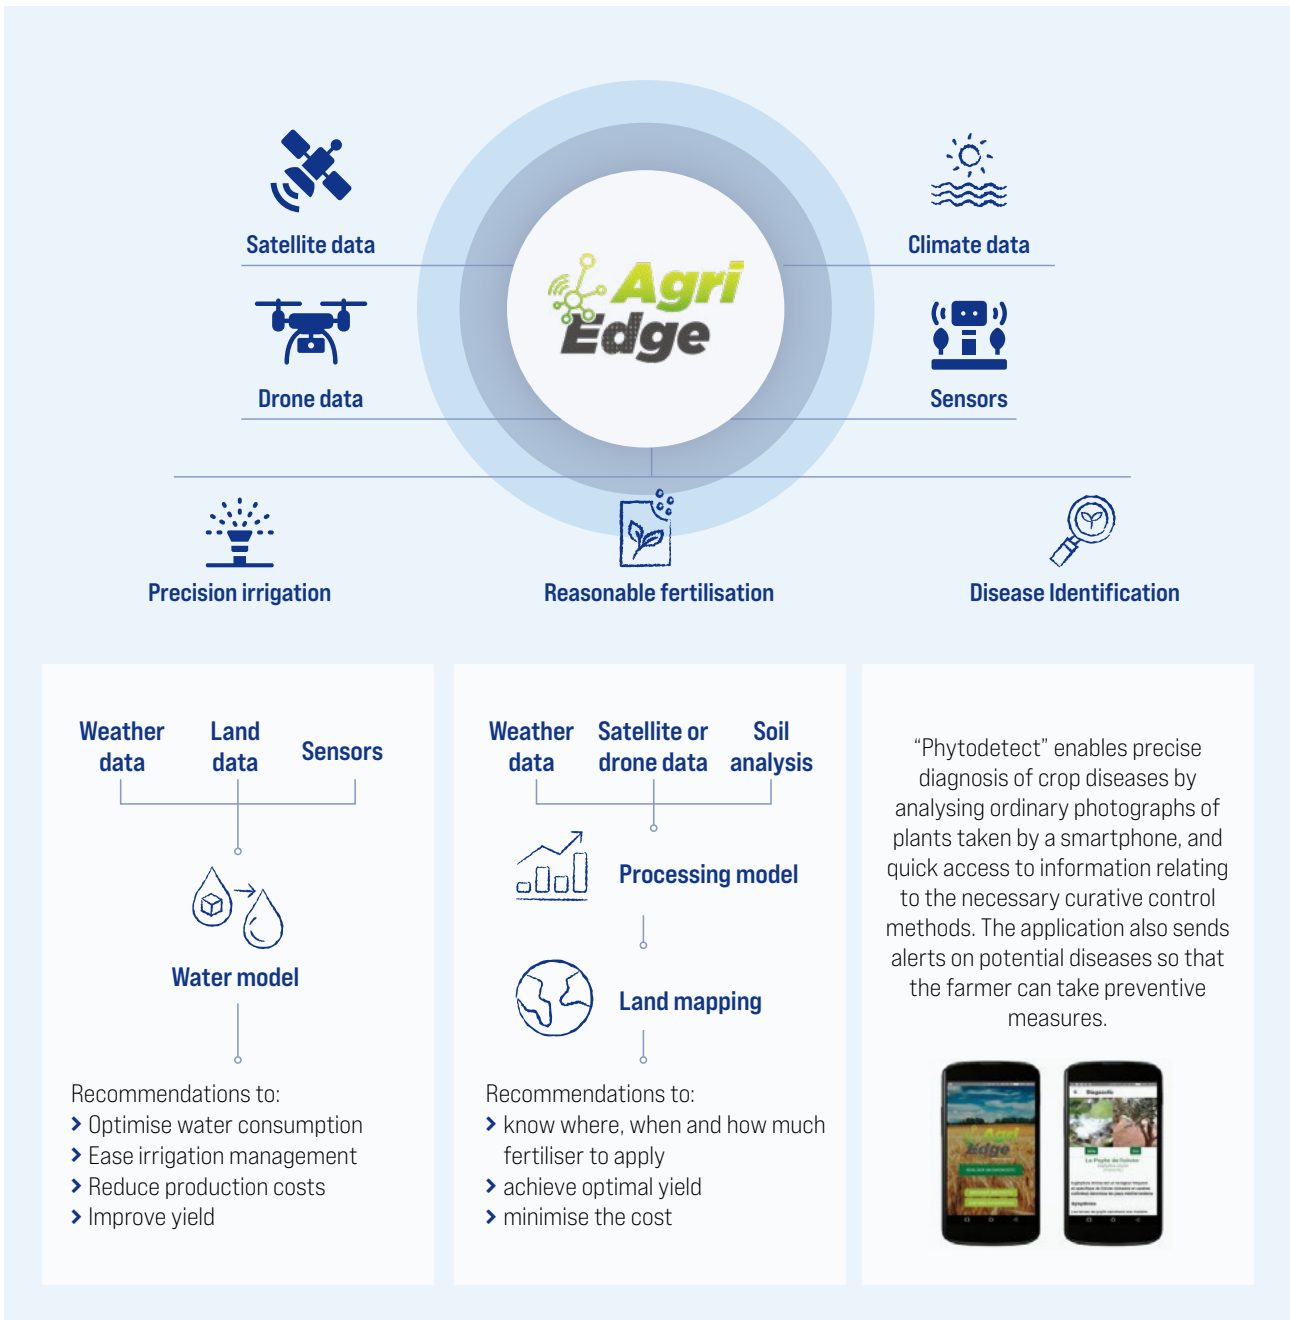 Satellite data
Climate data
Agri
Edge
Drone data
Sensors
Precision irrigation
Reasonable fertilisation
Disease Identification
Weather
data
Land
data
Sensors
Water model
Recommendations to:
Optimise water consumption
Ease irrigation management
Reduce production costs
Improve yield
Weather
data
Satellite or
drone data
Soil
analysis
Processing model
Land mapping
Recommendations to:
know where, when and how much
fertiliser to apply
achieve optimal yield
minimise the cost
“Phytodetect” enables precise
diagnosis of crop diseases by
analysing ordinary photographs of
plants taken by a smartphone, and
quick access to information relating
to the necessary curative control
methods. The application also sends
alerts on potential diseases so that
the farmer can take preventive
measures.
Agri
Edge
Diagnostic